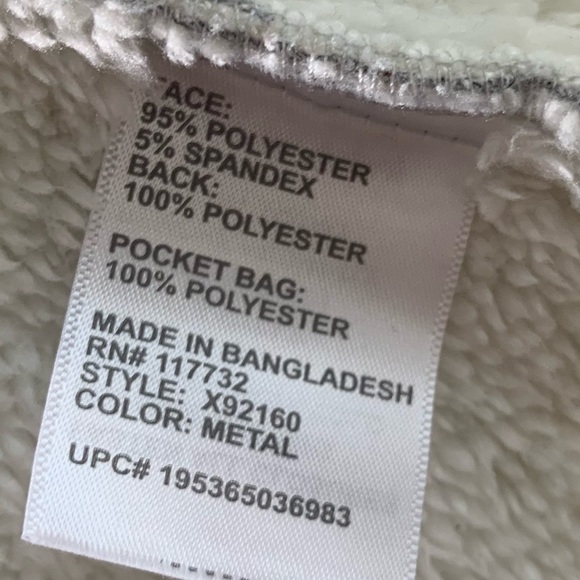 ACE:
95% POLYESTER
5% SPANDEX
BACK:
100% POLYESTER
POCKET BAG:
100% POLYESTER
MADE IN BANGLADESH
RN# 117732
STYLE: X92160
COLOR: METAL
UPC# 195365036983